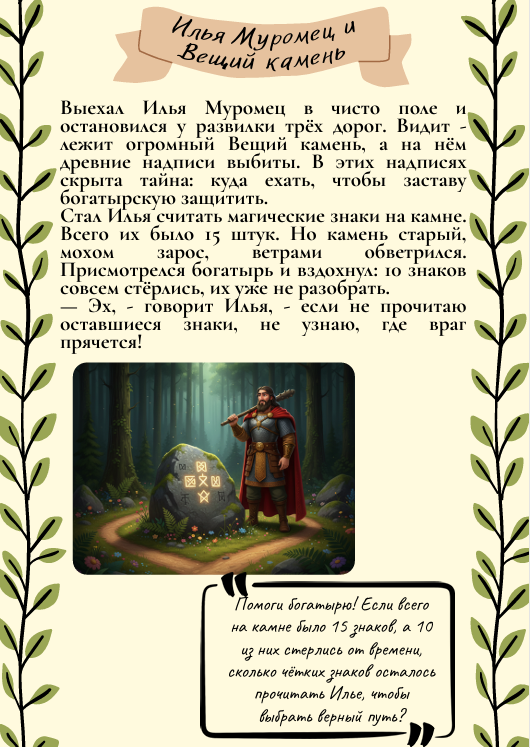 Илья Муромец и
Вещий камень
Выехал Илья Муромец в чисто поле и
остановился у развилки трёх дорог. Видит -
лежит огромный Вещий камень, а на нём
древние надписи выбиты. В этих надписях
скрыта тайна: куда ехать, чтобы заставу
богатырскую защитить.
Стал Илья считать магические знаки на камне.
Всего их было 15 штук. Но камень старый,
мохом зарос, ветрами обветрился.
Присмотрелся богатырь и вздохнул: 10 знаков
совсем стёрлись, их уже не разобрать.
— Эх, - говорит Илья, - если не прочитаю
оставшиеся знаки, не узнаю, где враг
прячется!
Помоги богатырю! Если всего
на камне было 15 знаков, а 10
из них стерлись от времени,
сколько чётких знаков осталось
прочитать Илье, чтобы
выбрать верный путь?